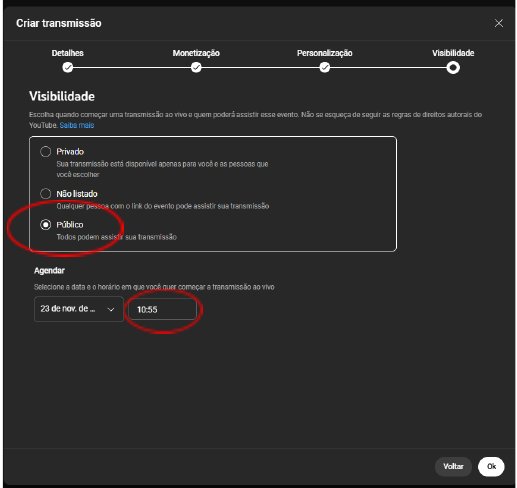 Criar transmissão
Detalhes Monetização Personalização Visibilidade
Visibilidade
Escolha quando começar uma transmissão ao vivo e quem poderá assistir esse evento. Não se esqueça de seguir as regras de direitos autorais do
YouTube. Saiba mais
Privado
Sua transmissão está disponível apenas para você e as pessoas que
você escolher
Não listado
Qualquer pessoa com o link do evento pode assistir sua transmissão
Público
Todos podem assistir sua transmissão
Agendar
Selecione a data e o horário em que você quer começar a transmissão ao vivo
23 de nov. de ... 10:55
Voltar Ok